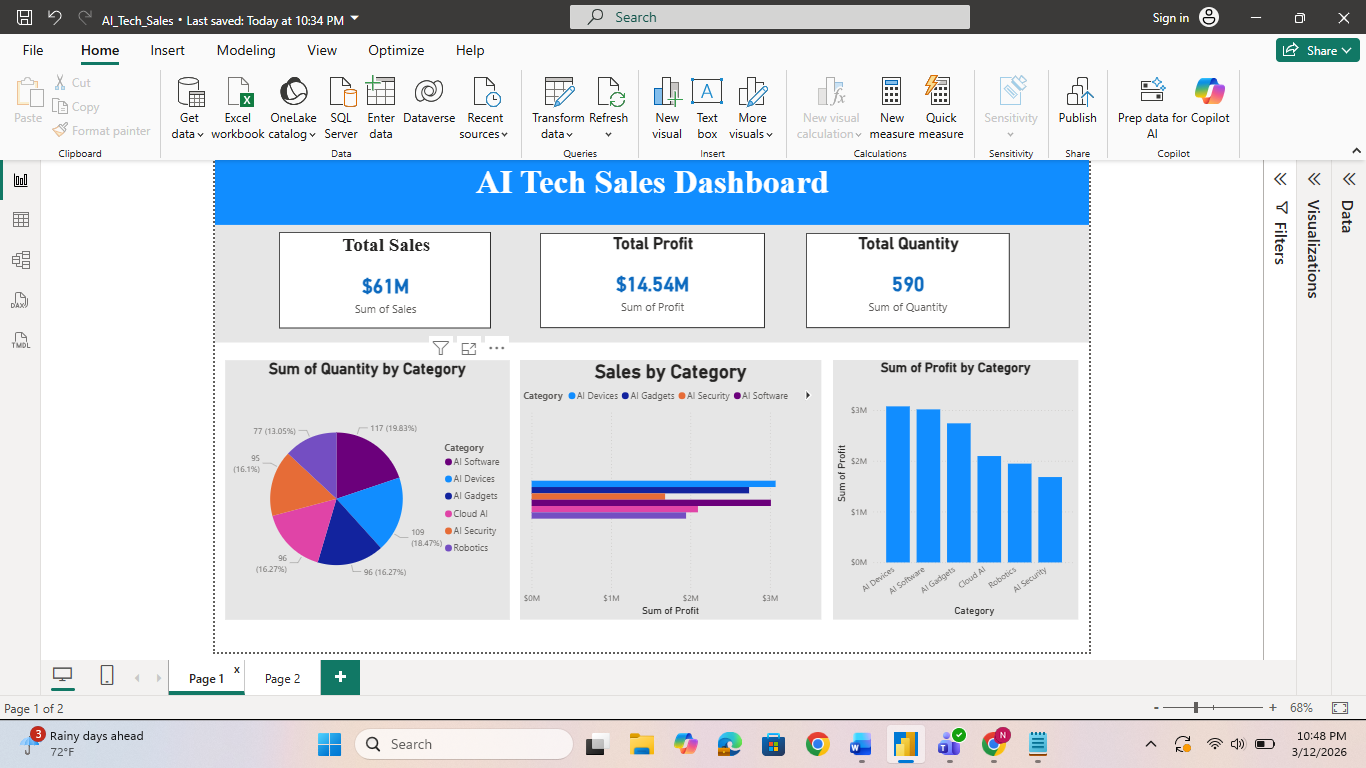 AI_Tech_Sales • Last saved: Today at 10:34 PM
Search
Sign in
File
Home
Insert
Modeling
View
Optimize
Help
Share
Paste
Cut
Copy
Format painter
Clipboard
Get data
Excel workbook
OneLake catalog
SQL Server
Enter data
Dataverse
Recent sources
Data
Transform data
Refresh
Queries
New visual
Text box
More visuals
Insert
New visual calculation
New measure
Quick measure
Calculations
Sensitivity
Sensitivity
Publish
Share
Prep data for AI
Copilot
Copilot
DAX
TMDL
AI Tech Sales Dashboard
Total Sales
$61M
Sum of Sales
Total Profit
$14.54M
Sum of Profit
Total Quantity
590
Sum of Quantity
Sum of Quantity by Category
77 (13.05%)
117 (19.83%)
95 (16.1%)
109 (18.47%)
96 (16.27%)
96 (16.27%)
Category
AI Software
AI Devices
AI Gadgets
Cloud AI
AI Security
Robotics
Sales by Category
Category AI Devices AI Gadgets AI Security AI Software
$0M $1M $2M $3M
Sum of Profit
Sum of Profit by Category
Sum of Profit
$3M
$2M
$1M
$0M
AI Devices
AI Software
AI Gadgets
Cloud AI
Robotics
AI Security
Category
Filters
Visualizations
Data
Page 1
x
Page 2
+
Page 1 of 2
- + 68%
3
Rainy days ahead
72°F
Search
N
10:48 PM
3/12/2026